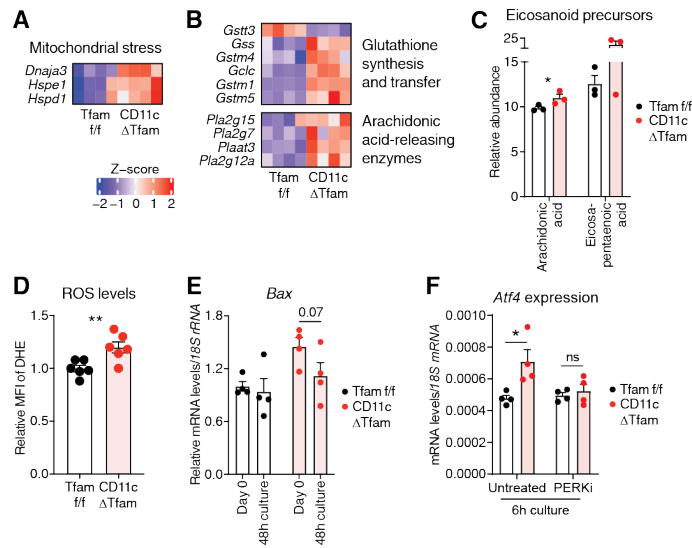 A
Mitochondrial stress
Dnaja3
Hspe1
Hspd1
Tfam
f/f
CD11c
ΔTfam
Z-score
−2 −1 0 1 2
B
Gstt3
Gss
Gstm4
Gclc
Gstm1
Gstm5
Glutathione
synthesis
and transfer
Pla2g15
Pla2g7
Plaat3
Pla2g12a
Arachidonic
acid-releasing
enzymes
Tfam
f/f
CD11c
ΔTfam
C
Eicosanoid precursors
Relative abundance
25
15
10
5
0
*
Arachidonic
acid
Eicosa-
pentaenoic
acid
Tfam f/f
CD11c
ΔTfam
D
ROS levels
Relative MFI of DHE
1.5
1.0
0.5
0.0
**
Tfam
f/f
CD11c
ΔTfam
E
Bax
Relative mRNA levels/18S rRNA
1.8
1.2
0.6
0.0
0.07
Day 0
48h culture
Day 0
48h culture
Tfam f/f
CD11c
ΔTfam
F
Atf4 expression
mRNA levels/18S mRNA
0.0010
0.0008
0.0006
0.0004
0.0002
0.0000
*
ns
Untreated
PERKi
6h culture
Tfam f/f
CD11c
ΔTfam